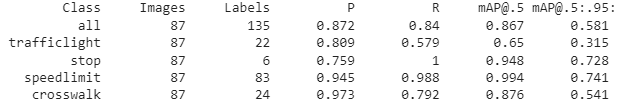 Class Images Labels P R mAP@.5 mAP@.5:.95:
all 87 135 0.872 0.84 0.867 0.581
trafficlight 87 22 0.809 0.579 0.65 0.315
stop 87 6 0.759 1 0.948 0.728
speedlimit 87 83 0.945 0.988 0.994 0.741
crosswalk 87 24 0.973 0.792 0.876 0.541